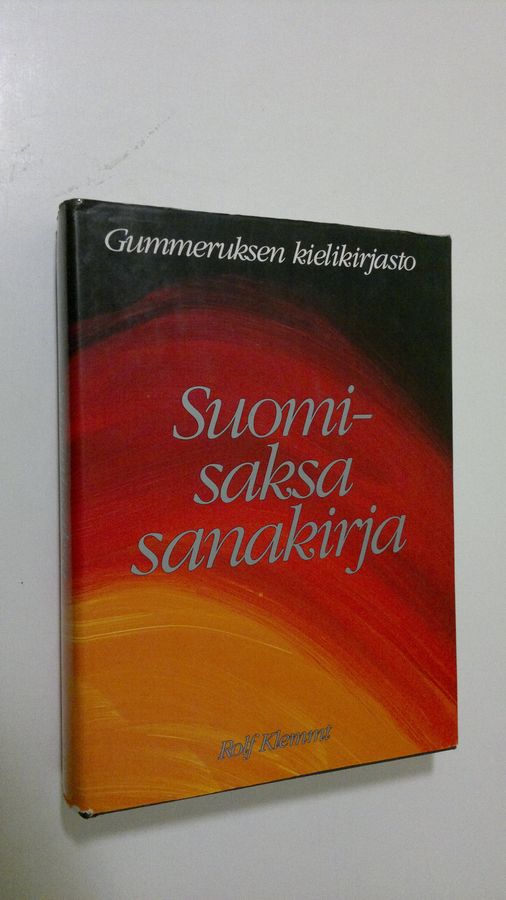 Gummeruksen kielikirjasto
Suomi-
saksa
sanakirja
Rolf Klemmt